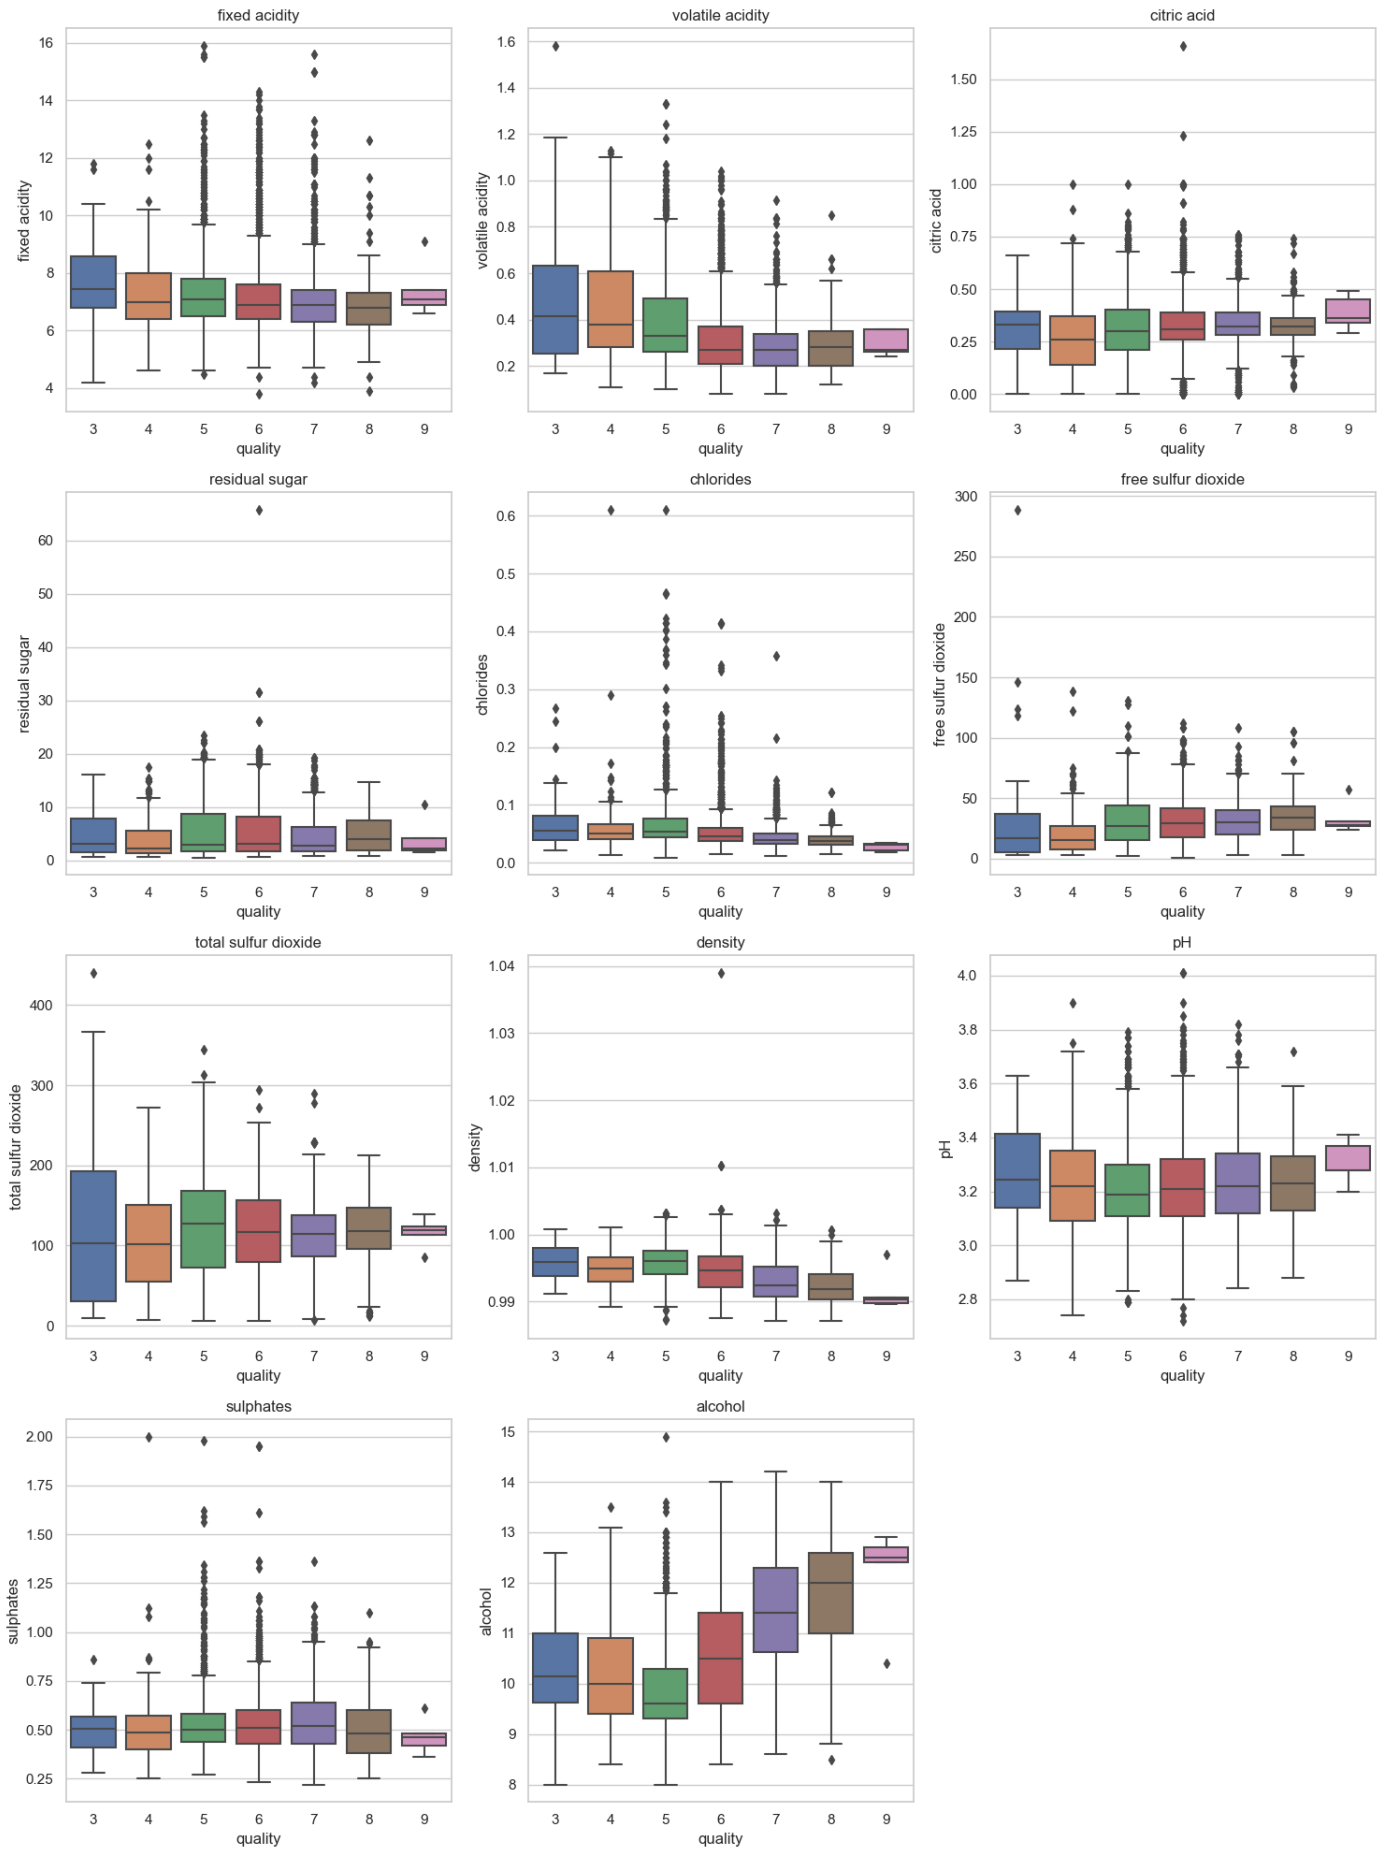 fixed acidity
fixed acidity
16
14
12
10
8
6
4
3 4 5 6 7 8 9
quality
volatile acidity
volatile acidity
1.6
1.4
1.2
1.0
0.8
0.6
0.4
0.2
3 4 5 6 7 8 9
quality
citric acid
citric acid
1.50
1.25
1.00
0.75
0.50
0.25
0.00
3 4 5 6 7 8 9
quality
residual sugar
residual sugar
60
50
40
30
20
10
0
3 4 5 6 7 8 9
quality
chlorides
chlorides
0.6
0.5
0.4
0.3
0.2
0.1
0.0
3 4 5 6 7 8 9
quality
free sulfur dioxide
free sulfur dioxide
300
250
200
150
100
50
0
3 4 5 6 7 8 9
quality
total sulfur dioxide
total sulfur dioxide
400
300
200
100
0
3 4 5 6 7 8 9
quality
density
density
1.04
1.03
1.02
1.01
1.00
0.99
3 4 5 6 7 8 9
quality
pH
pH
4.0
3.8
3.6
3.4
3.2
3.0
2.8
3 4 5 6 7 8 9
quality
sulphates
sulphates
2.00
1.75
1.50
1.25
1.00
0.75
0.50
0.25
3 4 5 6 7 8 9
quality
alcohol
alcohol
15
14
13
12
11
10
9
8
3 4 5 6 7 8 9
quality